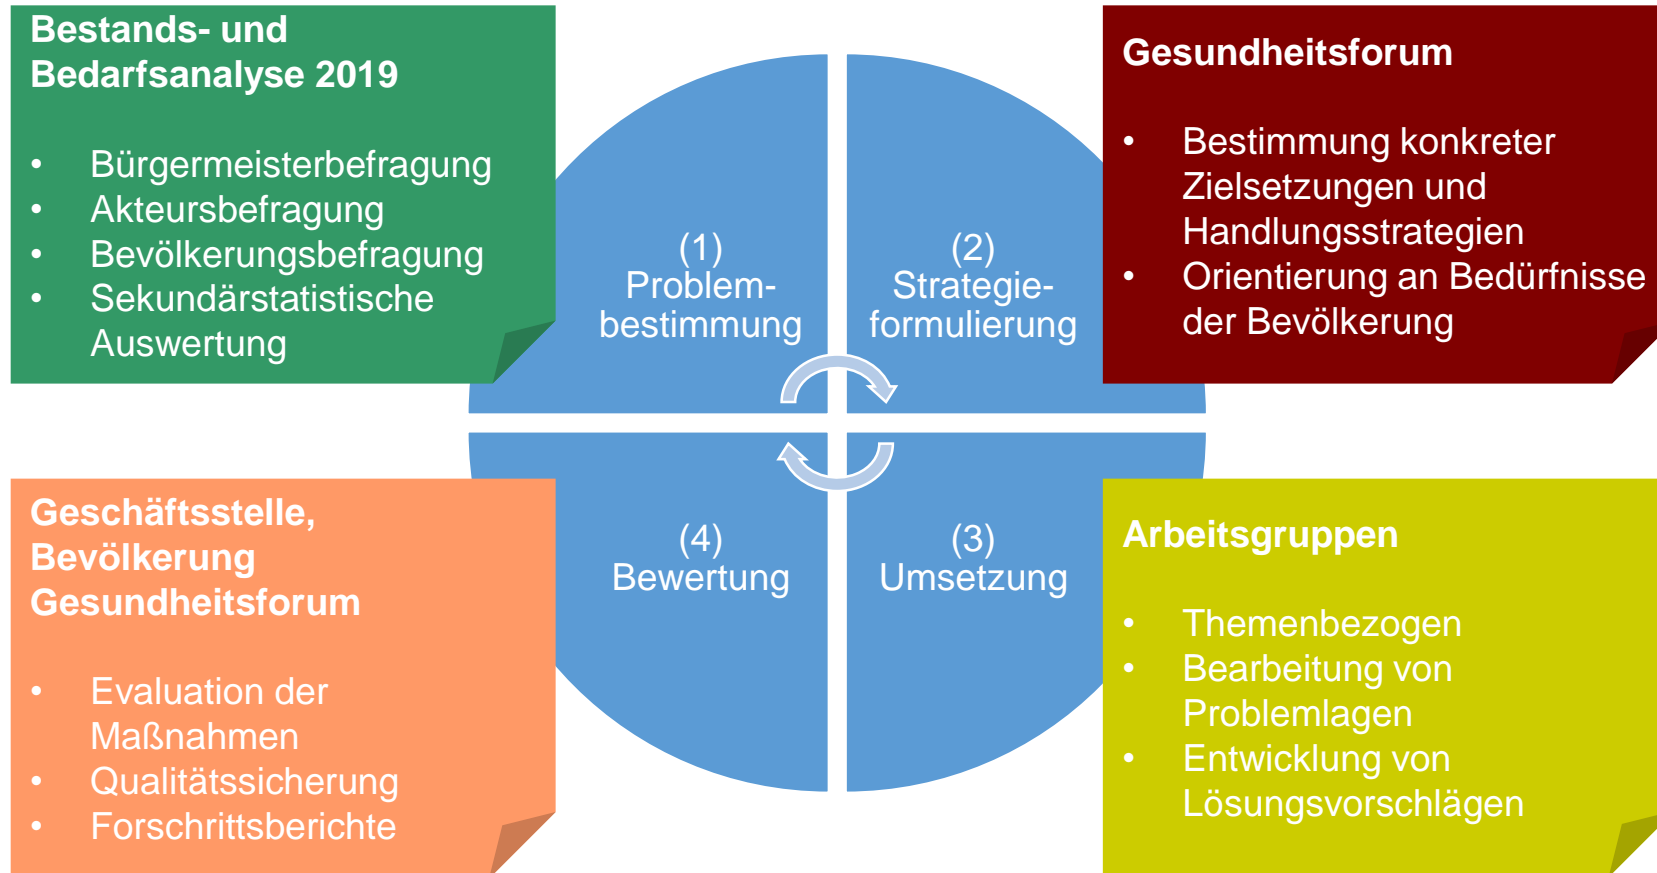 Bestands- und
Bedarfsanalyse 2019
• Bürgermeisterbefragung
• Akteursbefragung
• Bevölkerungsbefragung
• Sekundärstatistische
Auswertung
(1)
Problem-
bestimmung
(2)
Strategie-
formulierung
Gesundheitsforum
• Bestimmung konkreter
Zielsetzungen und
Handlungsstrategien
• Orientierung an Bedürfnisse
der Bevölkerung
Geschäftsstelle,
Bevölkerung
Gesundheitsforum
• Evaluation der
Maßnahmen
• Qualitätssicherung
• Forschrittsberichte
(4)
Bewertung
(3)
Umsetzung
Arbeitsgruppen
• Themenbezogen
• Bearbeitung von
Problemlagen
• Entwicklung von
Lösungsvorschlägen